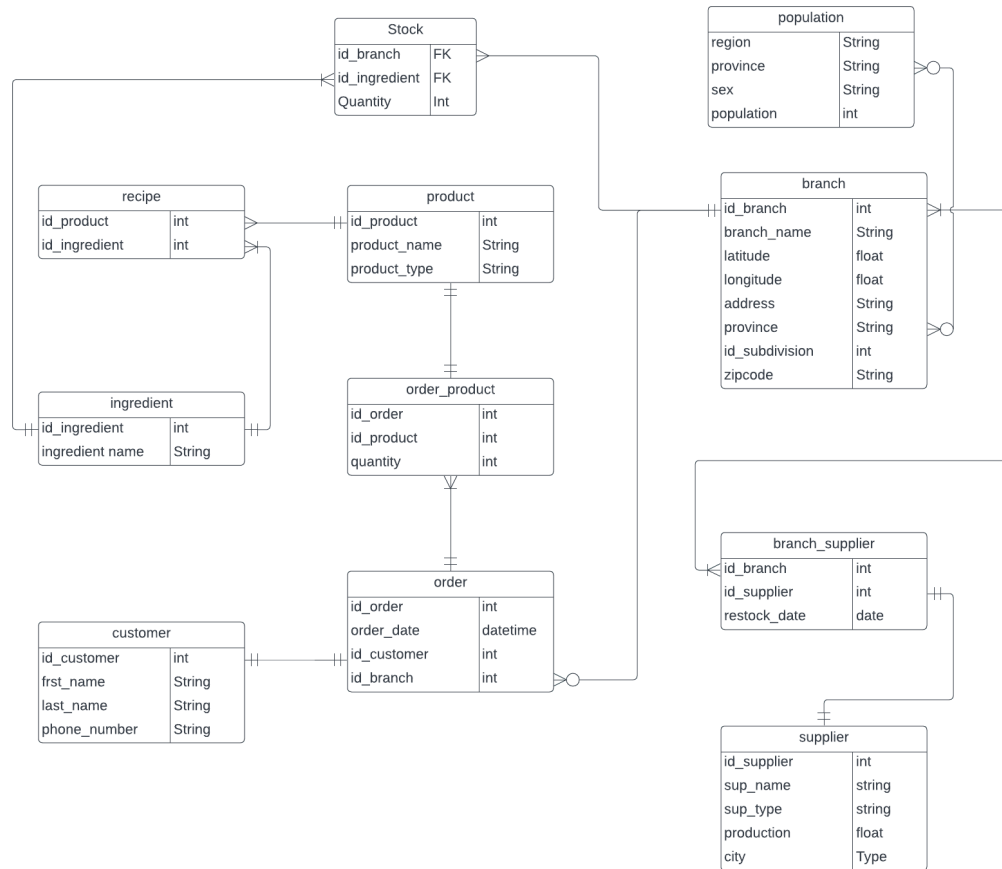 Stock
id_branch FK
id_ingredient FK
Quantity Int
population
region String
province String
sex String
population int
recipe
id_product int
id_ingredient int
product
id_product int
product_name String
product_type String
branch
id_branch int
branch_name String
latitude float
longitude float
address String
province String
id_subdivision int
zipcode String
ingredient
id_ingredient int
ingredient name String
order_product
id_order int
id_product int
quantity int
branch_supplier
id_branch int
id_supplier int
restock_date date
order
id_order int
order_date datetime
id_customer int
id_branch int
customer
id_customer int
frst_name String
last_name String
phone_number String
supplier
id_supplier int
sup_name string
sup_type string
production float
city Type